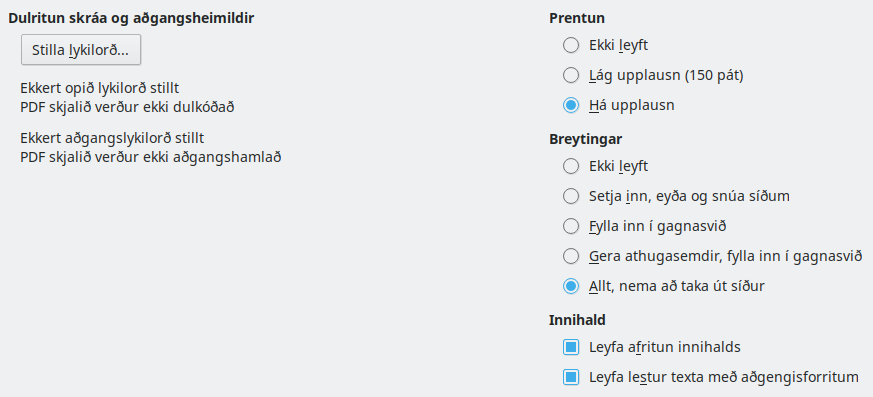 Dulritun skráa og aðgangsheimildir
Stilla lykilorð...
Ekkert opið lykilorð stillt
PDF skjalið verður ekki dulkóðað
Ekkert aðgangslykilorð stillt
PDF skjalið verður ekki aðgangshamlað
Prentun
Ekki leyft
Lág upplausn (150 pát)
Há upplausn
Breytingar
Ekki leyft
Setja inn, eyða og snúa síðum
Fylla inn í gagnasvið
Gera athugasemdir, fylla inn í gagnasvið
Allt, nema að taka út síður
Innihald
Leyfa afritun innihalds
Leyfa lestur texta með aðgengisforritum